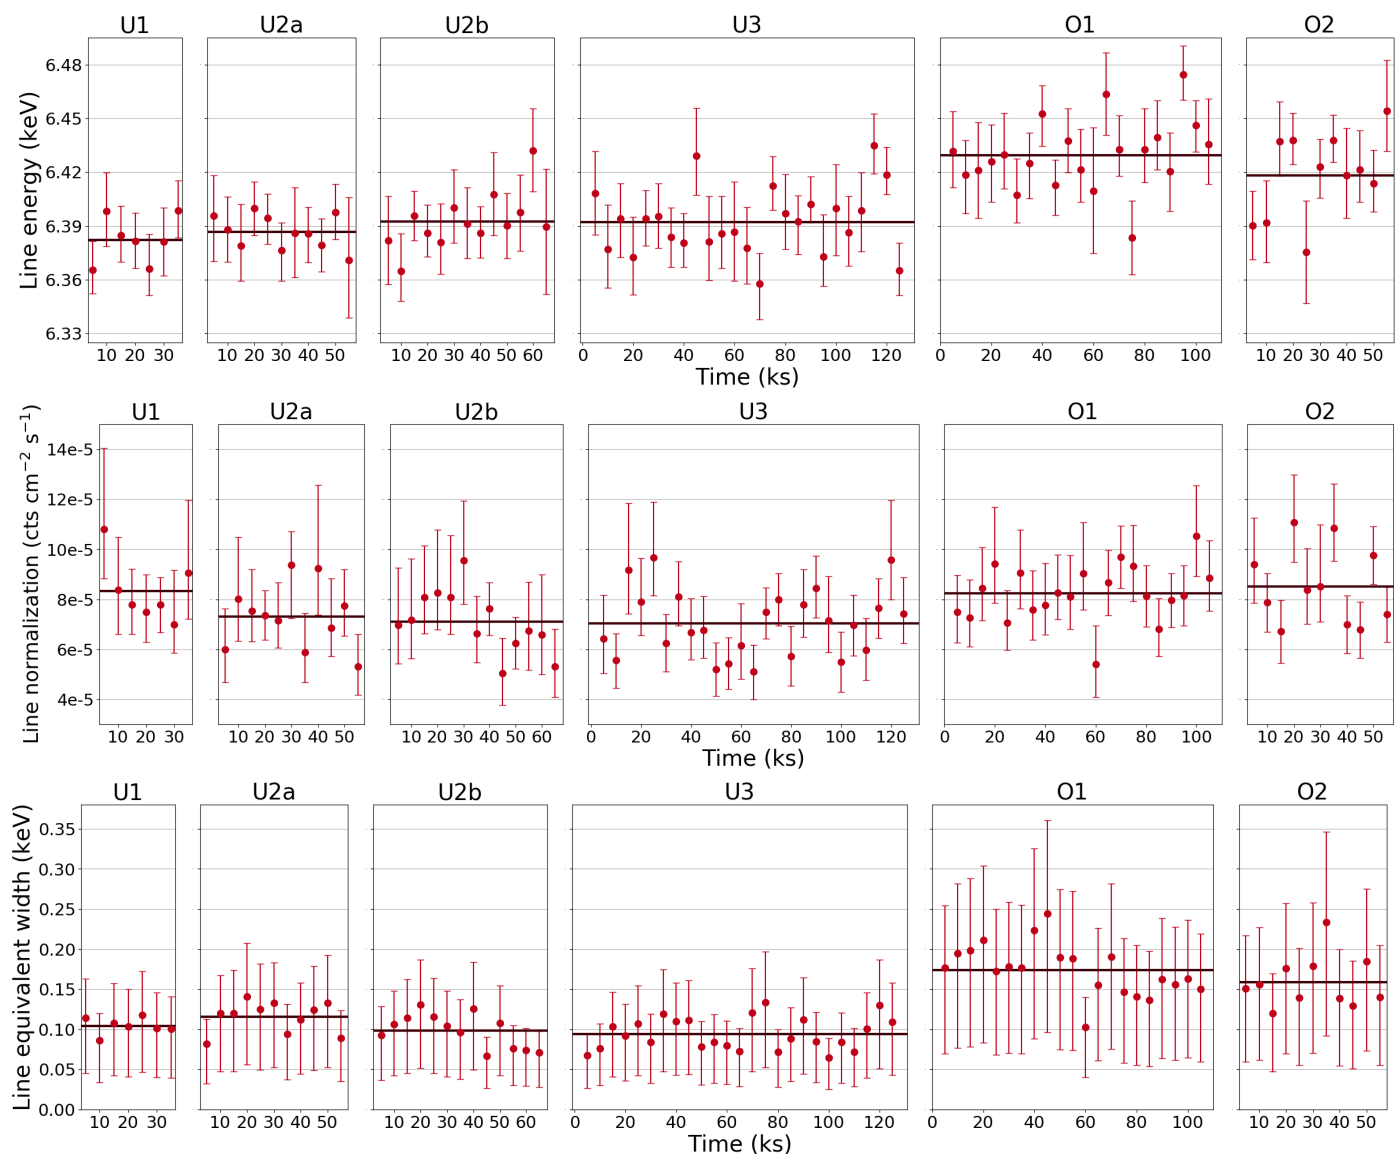 U1 U2a U2b U3 O1 O2
Line energy (keV)
6.48
6.45
6.42
6.39
6.36
6.33
10 20 30 10 20 30 40 50 10 20 30 40 50 60 0 20 40 60 80 100 120 0 20 40 60 80 100 10 20 30 40 50
Time (ks)
U1 U2a U2b U3 O1 O2
Line normalization (cts cm⁻² s⁻¹)
14e-5
12e-5
10e-5
8e-5
6e-5
4e-5
10 20 30 10 20 30 40 50 10 20 30 40 50 60 0 20 40 60 80 100 120 0 20 40 60 80 100 10 20 30 40 50
Time (ks)
U1 U2a U2b U3 O1 O2
Line equivalent width (keV)
0.35
0.30
0.25
0.20
0.15
0.10
0.05
0.00
10 20 30 10 20 30 40 50 10 20 30 40 50 60 0 20 40 60 80 100 120 0 20 40 60 80 100 10 20 30 40 50
Time (ks)